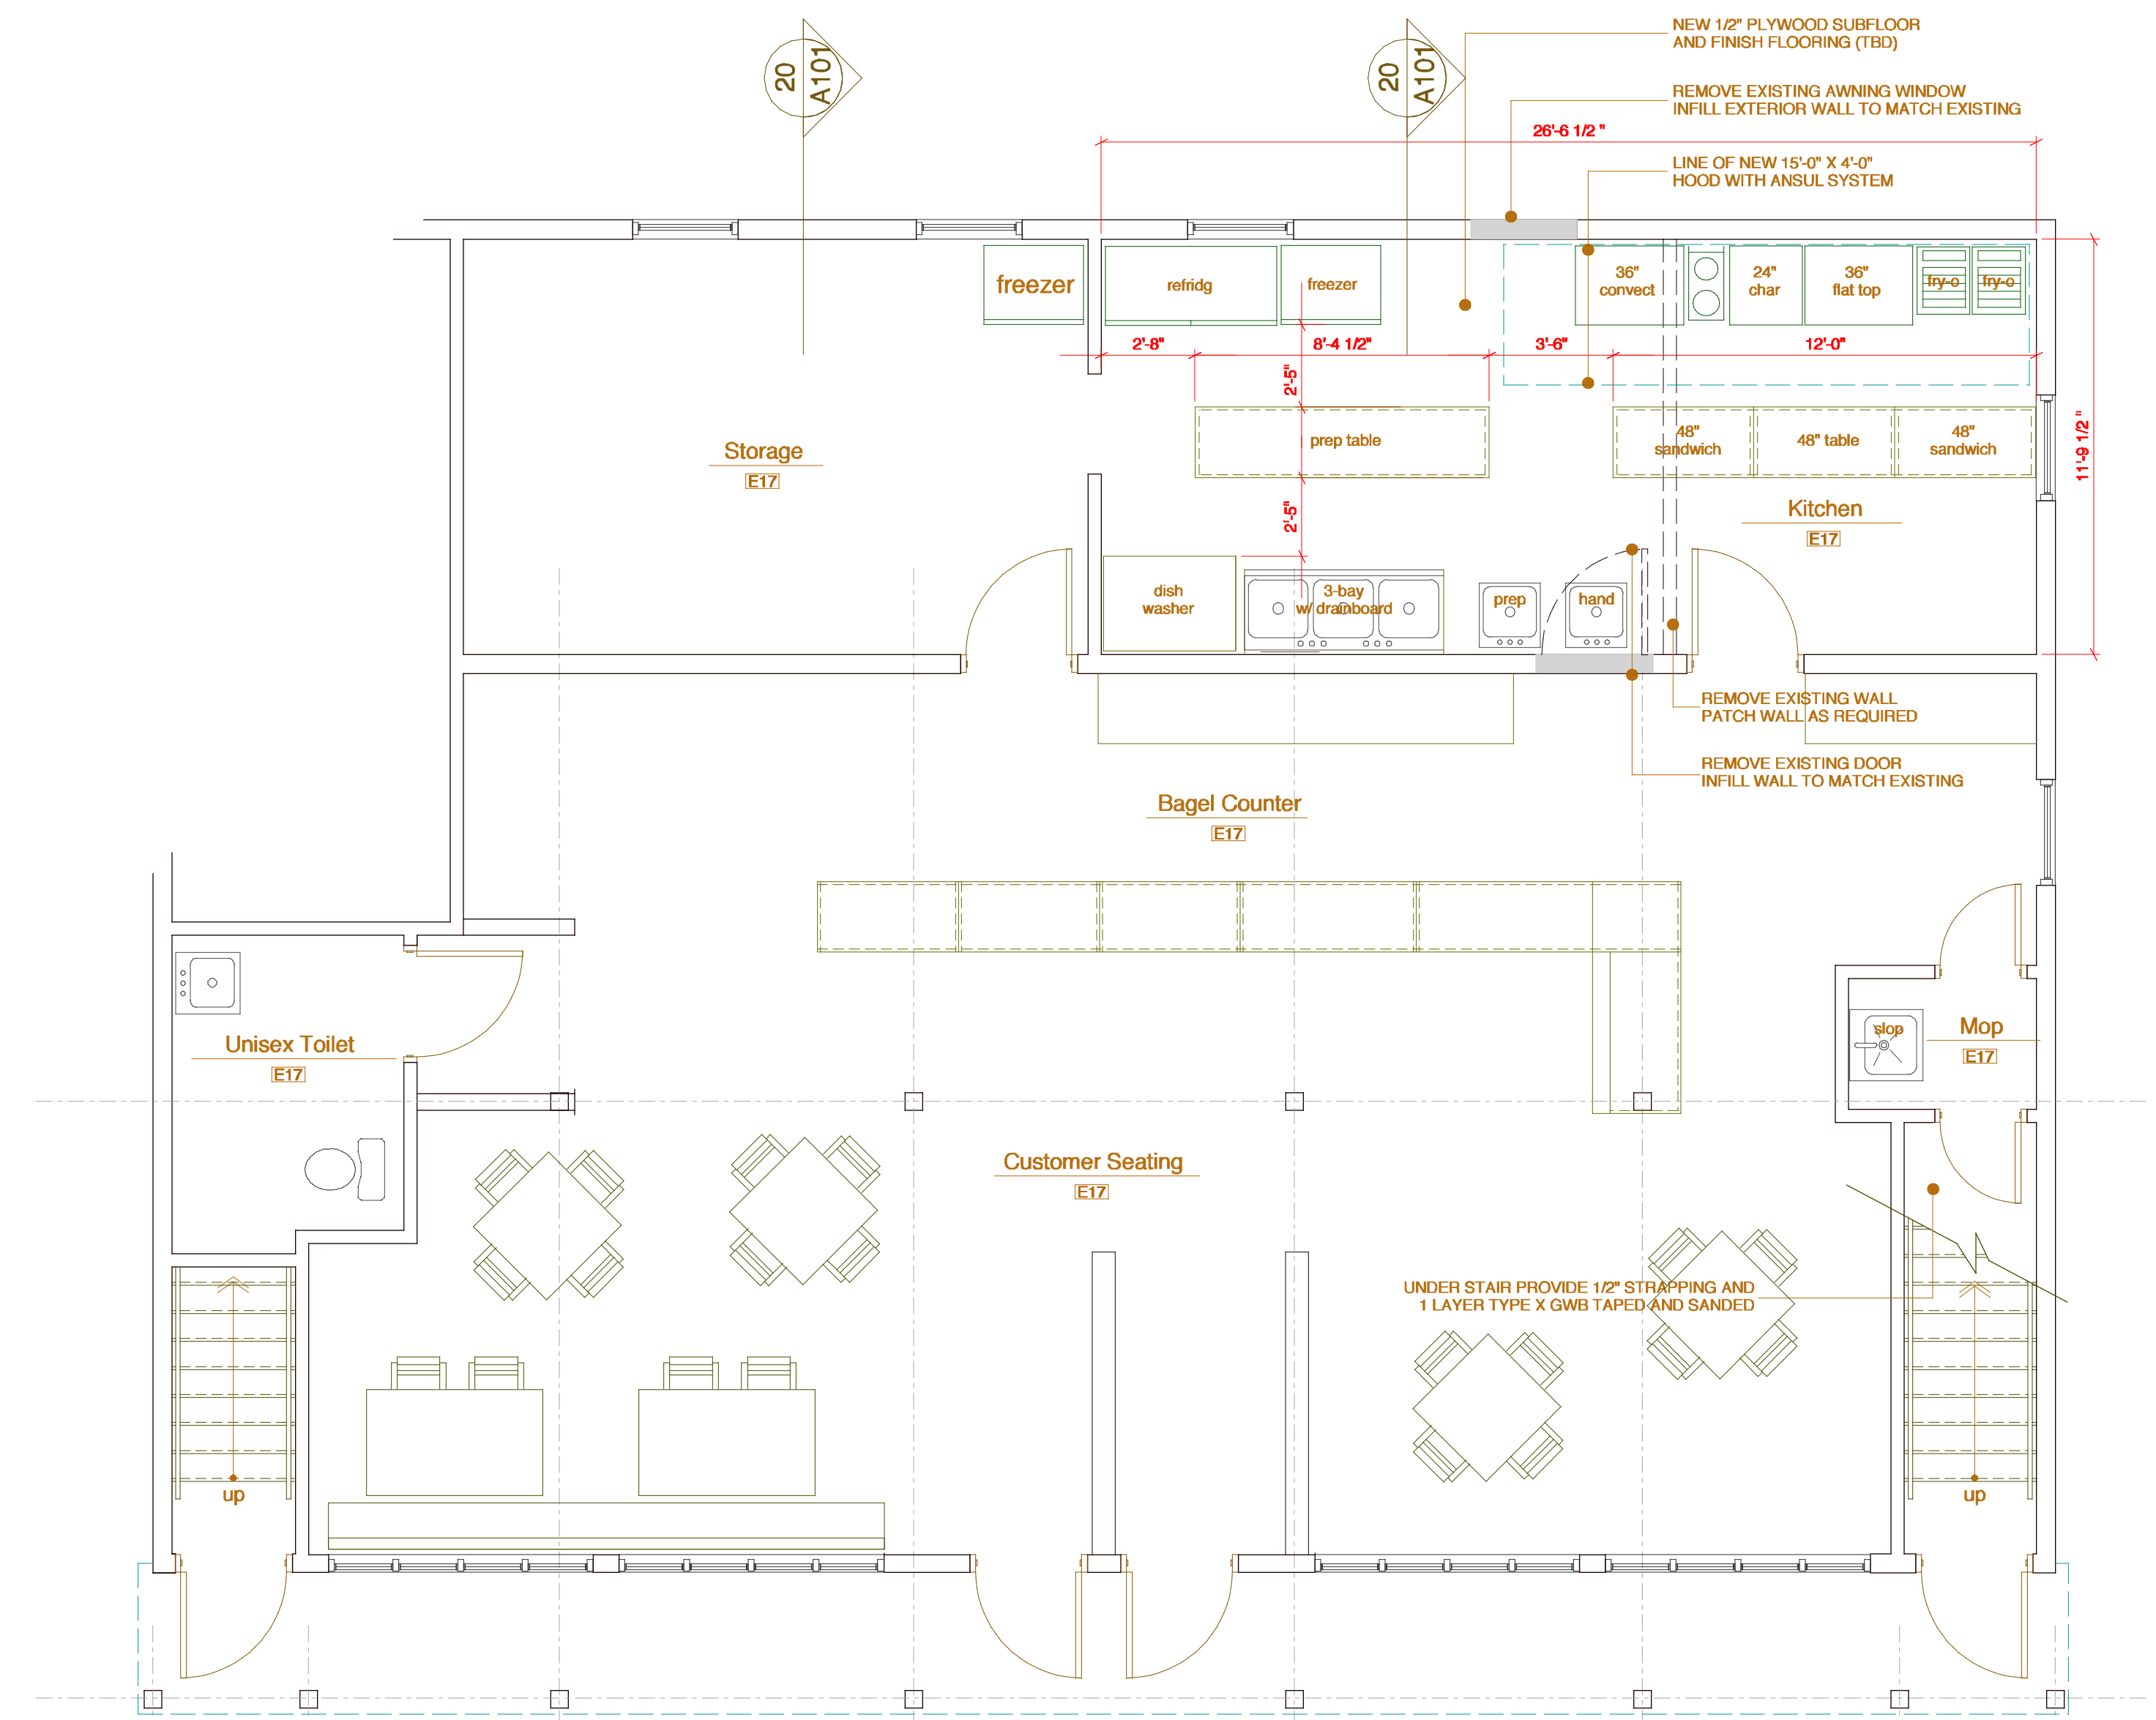 20
A101
20
A101
NEW 1/2" PLYWOOD SUBFLOOR
AND FINISH FLOORING (TBD)
REMOVE EXISTING AWNING WINDOW
INFILL EXTERIOR WALL TO MATCH EXISTING
26'-6 1/2 "
LINE OF NEW 15'-0" X 4'-0"
HOOD WITH ANSUL SYSTEM
freezer
refridg
freezer
36"
convect
24"
char
36"
flat top
fry-o
fry-o
2'-8"
8'-4 1/2"
3'-6"
12'-0"
2'-5"
11'-9 1/2 "
Storage
E17
prep table
48"
sandwich
48" table
48"
sandwich
2'-5"
Kitchen
E17
dish
washer
3-bay
w/ drainboard
prep
hand
REMOVE EXISTING WALL
PATCH WALL AS REQUIRED
REMOVE EXISTING DOOR
INFILL WALL TO MATCH EXISTING
Bagel Counter
E17
Unisex Toilet
E17
slop
Mop
E17
Customer Seating
E17
UNDER STAIR PROVIDE 1/2" STRAPPING AND
1 LAYER TYPE X GWB TAPED AND SANDED
up
up